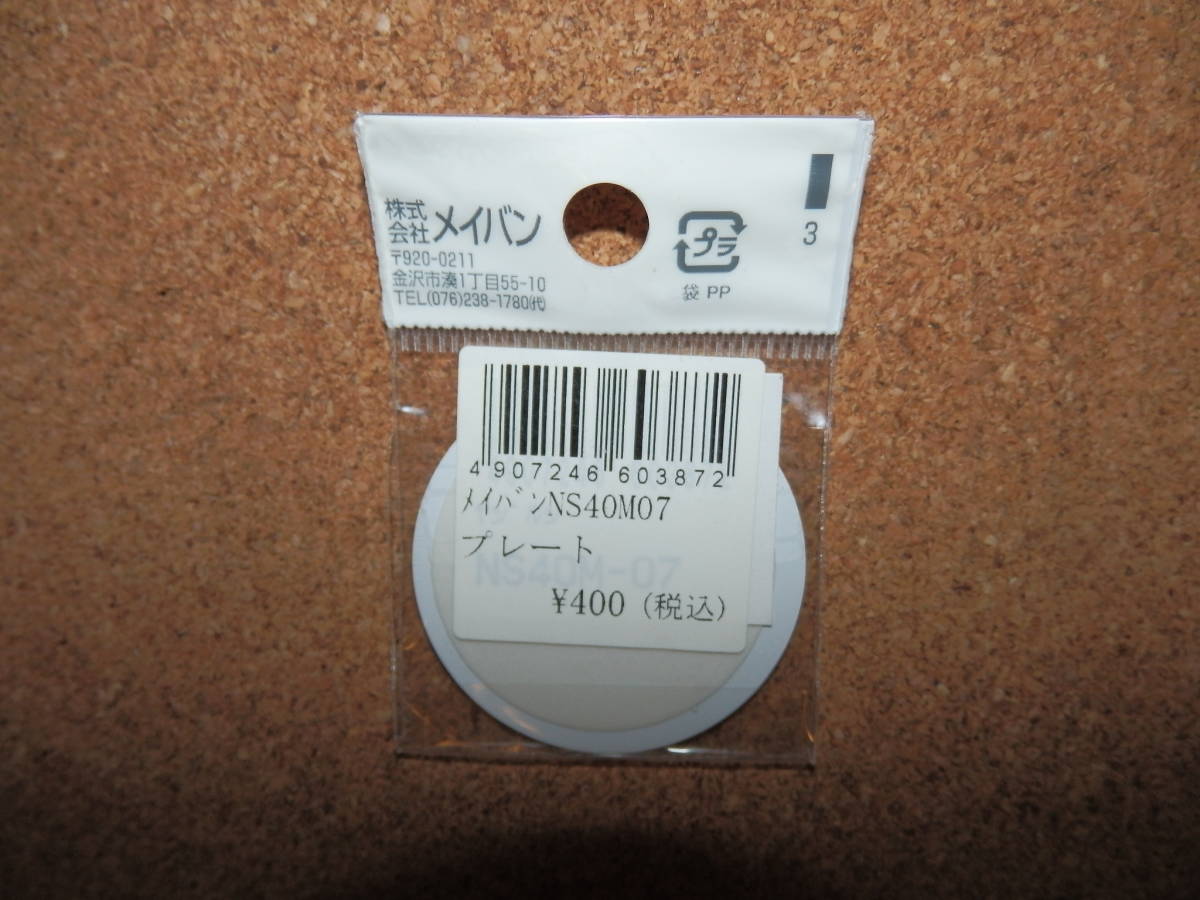 株式会社メイバン
〒920-0211
金沢市湊1丁目55-10
TEL(076)238-1780(代)
プラ
袋 PP
3
4 907246 603872
ﾒｲﾊﾞﾝNS40M07
プレート
NS40M-07
¥400 (税込)